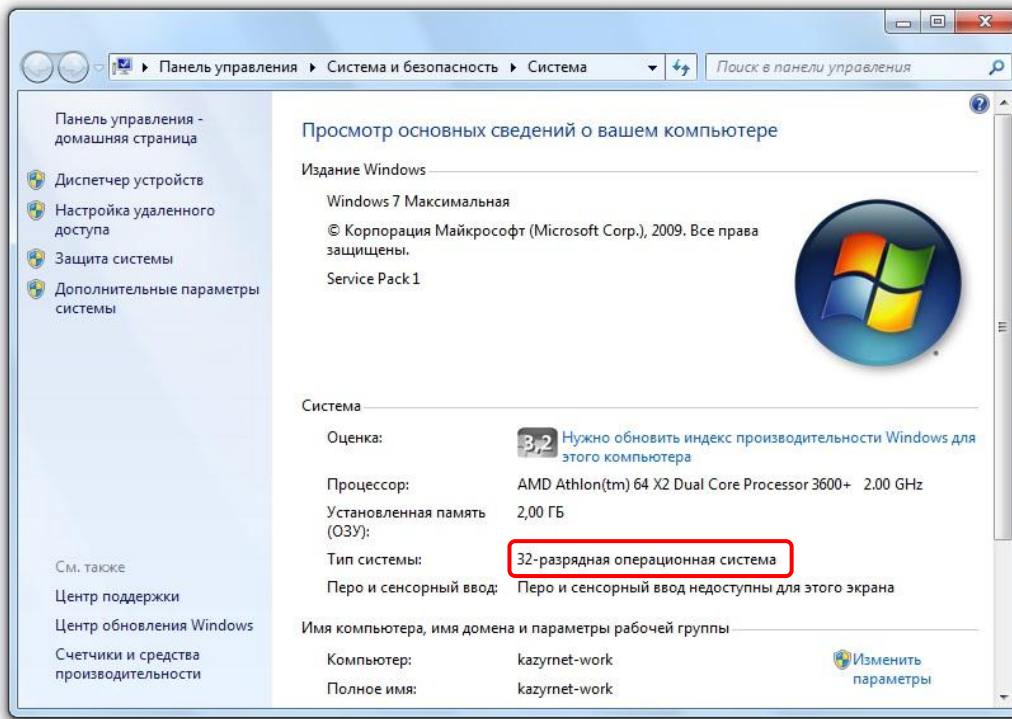 Панель управления ▸ Система и безопасность ▸ Система
Поиск в панели управления
Панель управления -
домашняя страница
Диспетчер устройств
Настройка удаленного
доступа
Защита системы
Дополнительные параметры
системы
См. также
Центр поддержки
Центр обновления Windows
Счетчики и средства
производительности
Просмотр основных сведений о вашем компьютере
Издание Windows
Windows 7 Максимальная
© Корпорация Майкрософт (Microsoft Corp.), 2009. Все права
защищены.
Service Pack 1
Система
Оценка:
3,2 Нужно обновить индекс производительности Windows для
этого компьютера
Процессор: AMD Athlon(tm) 64 X2 Dual Core Processor 3600+ 2.00 GHz
Установленная память 2,00 ГБ
(ОЗУ):
Тип системы: 32-разрядная операционная система
Перо и сенсорный ввод: Перо и сенсорный ввод недоступны для этого экрана
Имя компьютера, имя домена и параметры рабочей группы
Компьютер: kazyrnet-work Изменить
параметры
Полное имя: kazyrnet-work